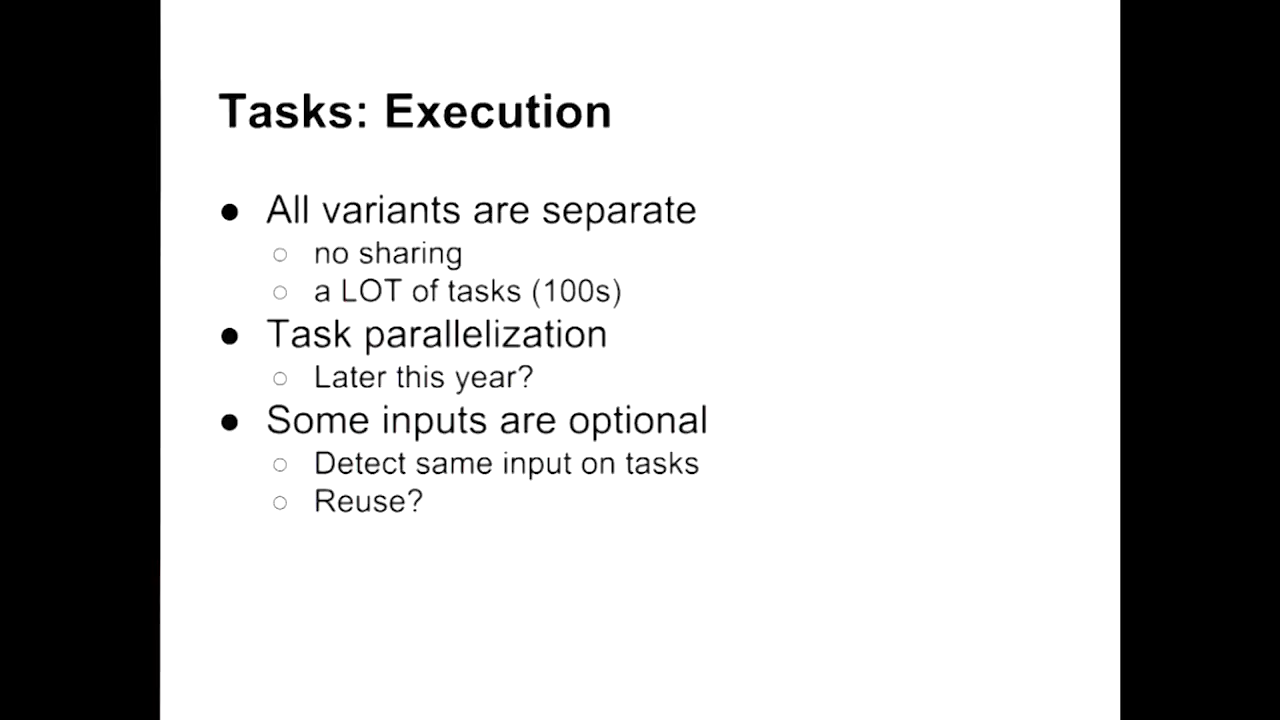 Tasks: Execution
● All variants are separate
○ no sharing
○ a LOT of tasks (100s)
● Task parallelization
○ Later this year?
● Some inputs are optional
○ Detect same input on tasks
○ Reuse?